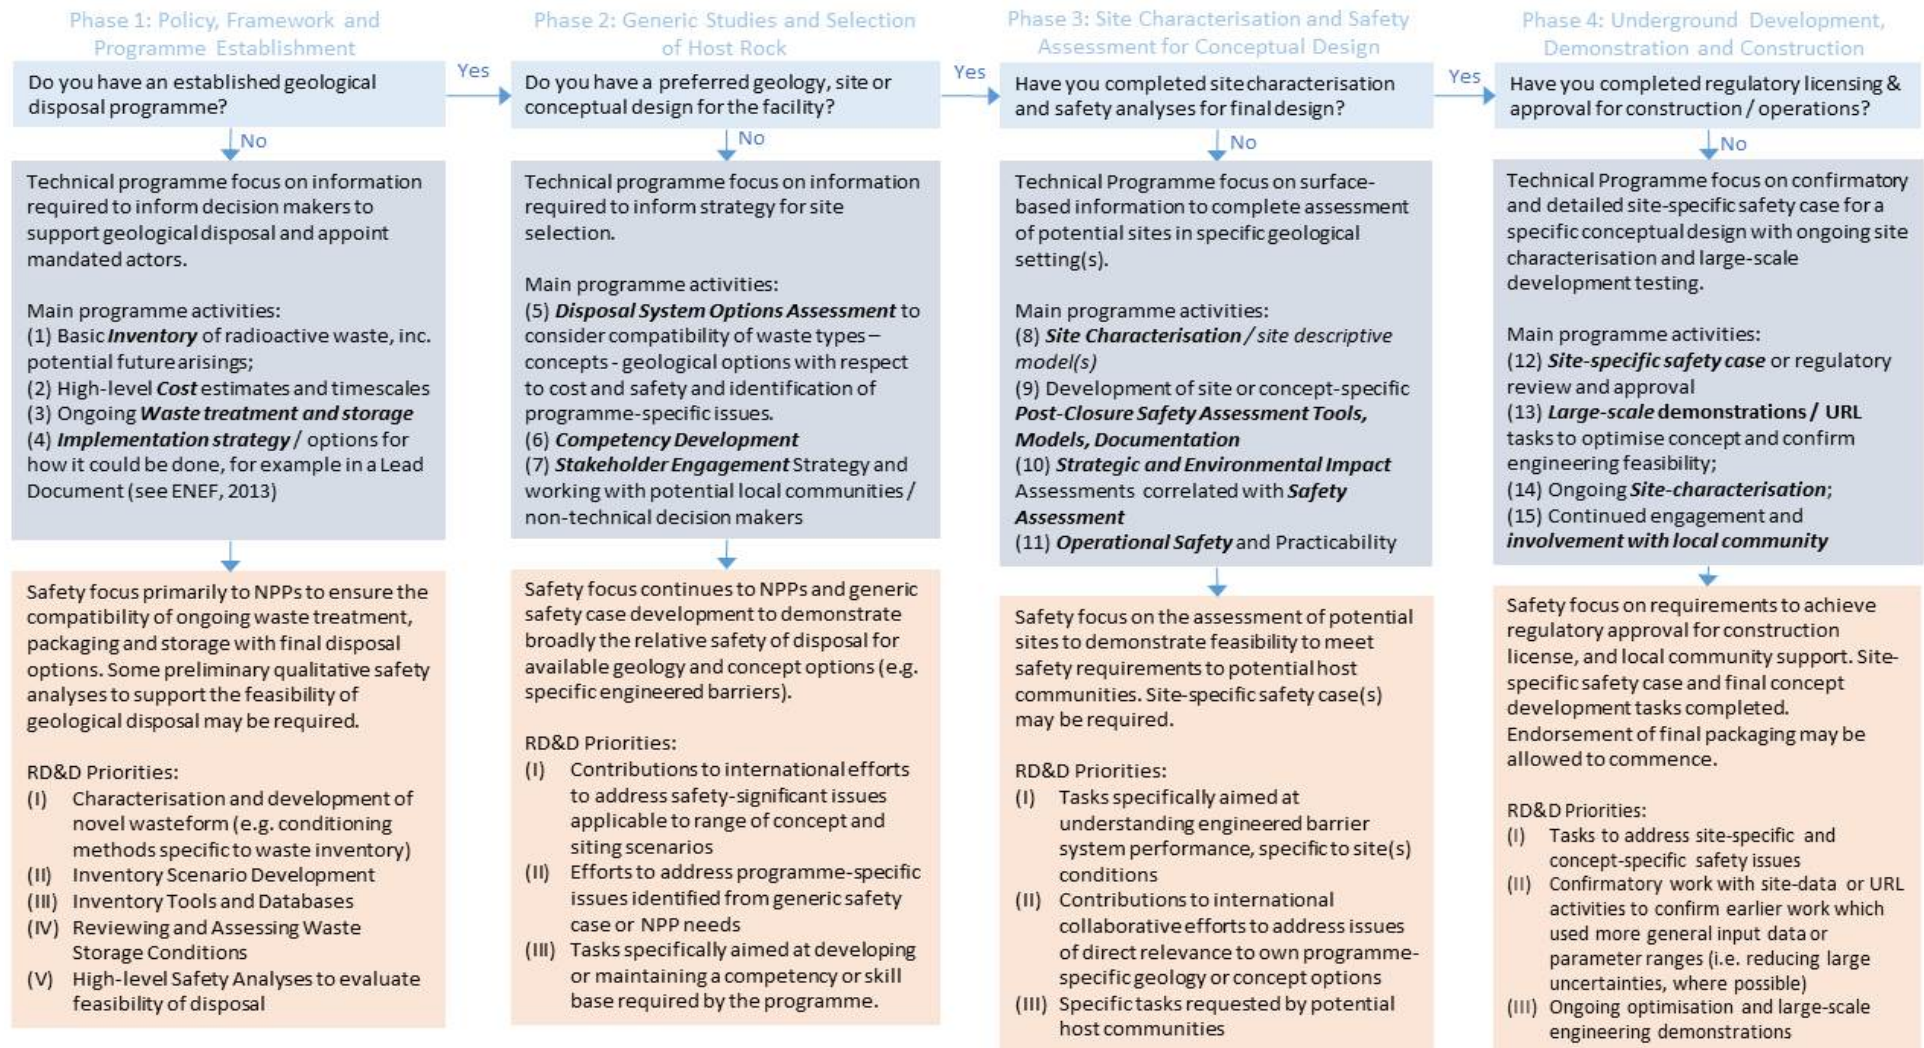 Phase 1: Policy, Framework and
Programme Establishment
Do you have an established geological
disposal programme?
Yes
No
Technical programme focus on information
required to inform decision makers to
support geological disposal and appoint
mandated actors.
Main programme activities:
(1) Basic Inventory of radioactive waste, inc.
potential future arisings;
(2) High-level Cost estimates and timescales
(3) Ongoing Waste treatment and storage
(4) Implementation strategy / options for
how it could be done, for example in a Lead
Document (see ENEF, 2013)
Safety focus primarily to NPPs to ensure the
compatibility of ongoing waste treatment,
packaging and storage with final disposal
options. Some preliminary qualitative safety
analyses to support the feasibility of
geological disposal may be required.
RD&D Priorities:
(I) Characterisation and development of
novel wasteform (e.g. conditioning
methods specific to waste inventory)
(II) Inventory Scenario Development
(III) Inventory Tools and Databases
(IV) Reviewing and Assessing Waste
Storage Conditions
(V) High-level Safety Analyses to evaluate
feasibility of disposal
Phase 2: Generic Studies and Selection
of Host Rock
Do you have a preferred geology, site or
conceptual design for the facility?
Yes
No
Technical programme focus on information
required to inform strategy for site
selection.
Main programme activities:
(5) Disposal System Options Assessment to
consider compatibility of waste types –
concepts - geological options with respect
to cost and safety and identification of
programme-specific issues.
(6) Competency Development
(7) Stakeholder Engagement Strategy and
working with potential local communities /
non-technical decision makers
Safety focus continues to NPPs and generic
safety case development to demonstrate
broadly the relative safety of disposal for
available geology and concept options (e.g.
specific engineered barriers).
RD&D Priorities:
(I) Contributions to international efforts
to address safety-significant issues
applicable to range of concept and
siting scenarios
(II) Efforts to address programme-specific
issues identified from generic safety
case or NPP needs
(III) Tasks specifically aimed at developing
or maintaining a competency or skill
base required by the programme.
Phase 3: Site Characterisation and Safety
Assessment for Conceptual Design
Have you completed site characterisation
and safety analyses for final design?
Yes
No
Technical Programme focus on surface-
based information to complete assessment
of potential sites in specific geological
setting(s).
Main programme activities:
(8) Site Characterisation / site descriptive
model(s)
(9) Development of site or concept-specific
Post-Closure Safety Assessment Tools,
Models, Documentation
(10) Strategic and Environmental Impact
Assessments correlated with Safety
Assessment
(11) Operational Safety and Practicability
Safety focus on the assessment of potential
sites to demonstrate feasibility to meet
safety requirements to potential host
communities. Site-specific safety case(s)
may be required.
RD&D Priorities:
(I) Tasks specifically aimed at
understanding engineered barrier
system performance, specific to site(s)
conditions
(II) Contributions to international
collaborative efforts to address issues
of direct relevance to own programme-
specific geology or concept options
(III) Specific tasks requested by potential
host communities
Phase 4: Underground Development,
Demonstration and Construction
Have you completed regulatory licensing &
approval for construction / operations?
No
Technical Programme focus on confirmatory
and detailed site-specific safety case for a
specific conceptual design with ongoing site
characterisation and large-scale
development testing.
Main programme activities:
(12) Site-specific safety case or regulatory
review and approval
(13) Large-scale demonstrations / URL
tasks to optimise concept and confirm
engineering feasibility;
(14) Ongoing Site-characterisation;
(15) Continued engagement and
involvement with local community
Safety focus on requirements to achieve
regulatory approval for construction
license, and local community support. Site-
specific safety case and final concept
development tasks completed.
Endorsement of final packaging may be
allowed to commence.
RD&D Priorities:
(I) Tasks to address site-specific and
concept-specific safety issues
(II) Confirmatory work with site-data or URL
activities to confirm earlier work which
used more general input data or
parameter ranges (i.e. reducing large
uncertainties, where possible)
(III) Ongoing optimisation and large-scale
engineering demonstrations